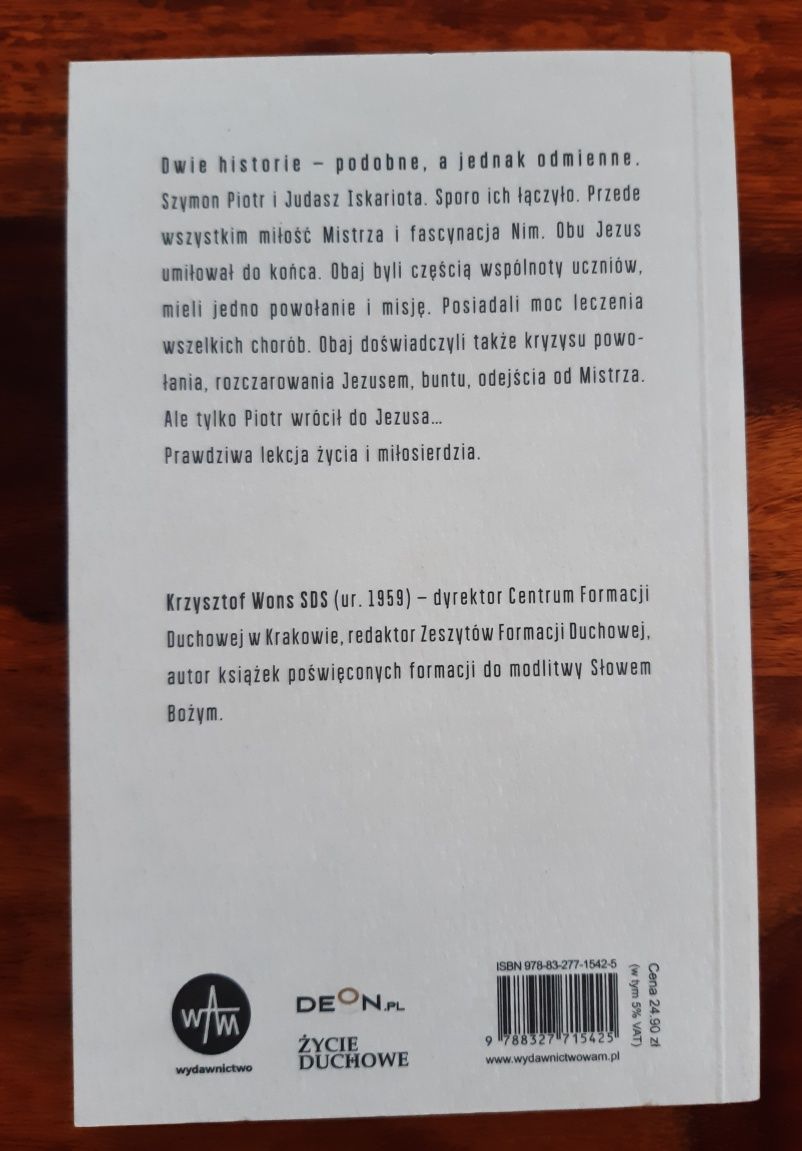 Dwie historie – podobne, a jednak odmienne.
Szymon Piotr i Judasz Iskariota. Sporo ich łączyło. Przede
wszystkim miłość Mistrza i fascynacja Nim. Obu Jezus
umiłował do końca. Obaj byli częścią wspólnoty uczniów,
mieli jedno powołanie i misję. Posiadali moc leczenia
wszelkich chorób. Obaj doświadczyli także kryzysu powo-
łania, rozczarowania Jezusem, buntu, odejścia od Mistrza.
Ale tylko Piotr wrócił do Jezusa...
Prawdziwa lekcja życia i miłosierdzia.
Krzysztof Wons SDS (ur. 1959) – dyrektor Centrum Formacji
Duchowej w Krakowie, redaktor Zeszytów Formacji Duchowej,
autor książek poświęconych formacji do modlitwy Słowem
Bożym.
WAM
wydawnictwo
DEON.PL
ŻYCIE
DUCHOWE
ISBN 978-83-277-1542-5
9 788327 715425
www.wydawnictwowam.pl
Cena 24.90 zł
(w tym 5% VAT)